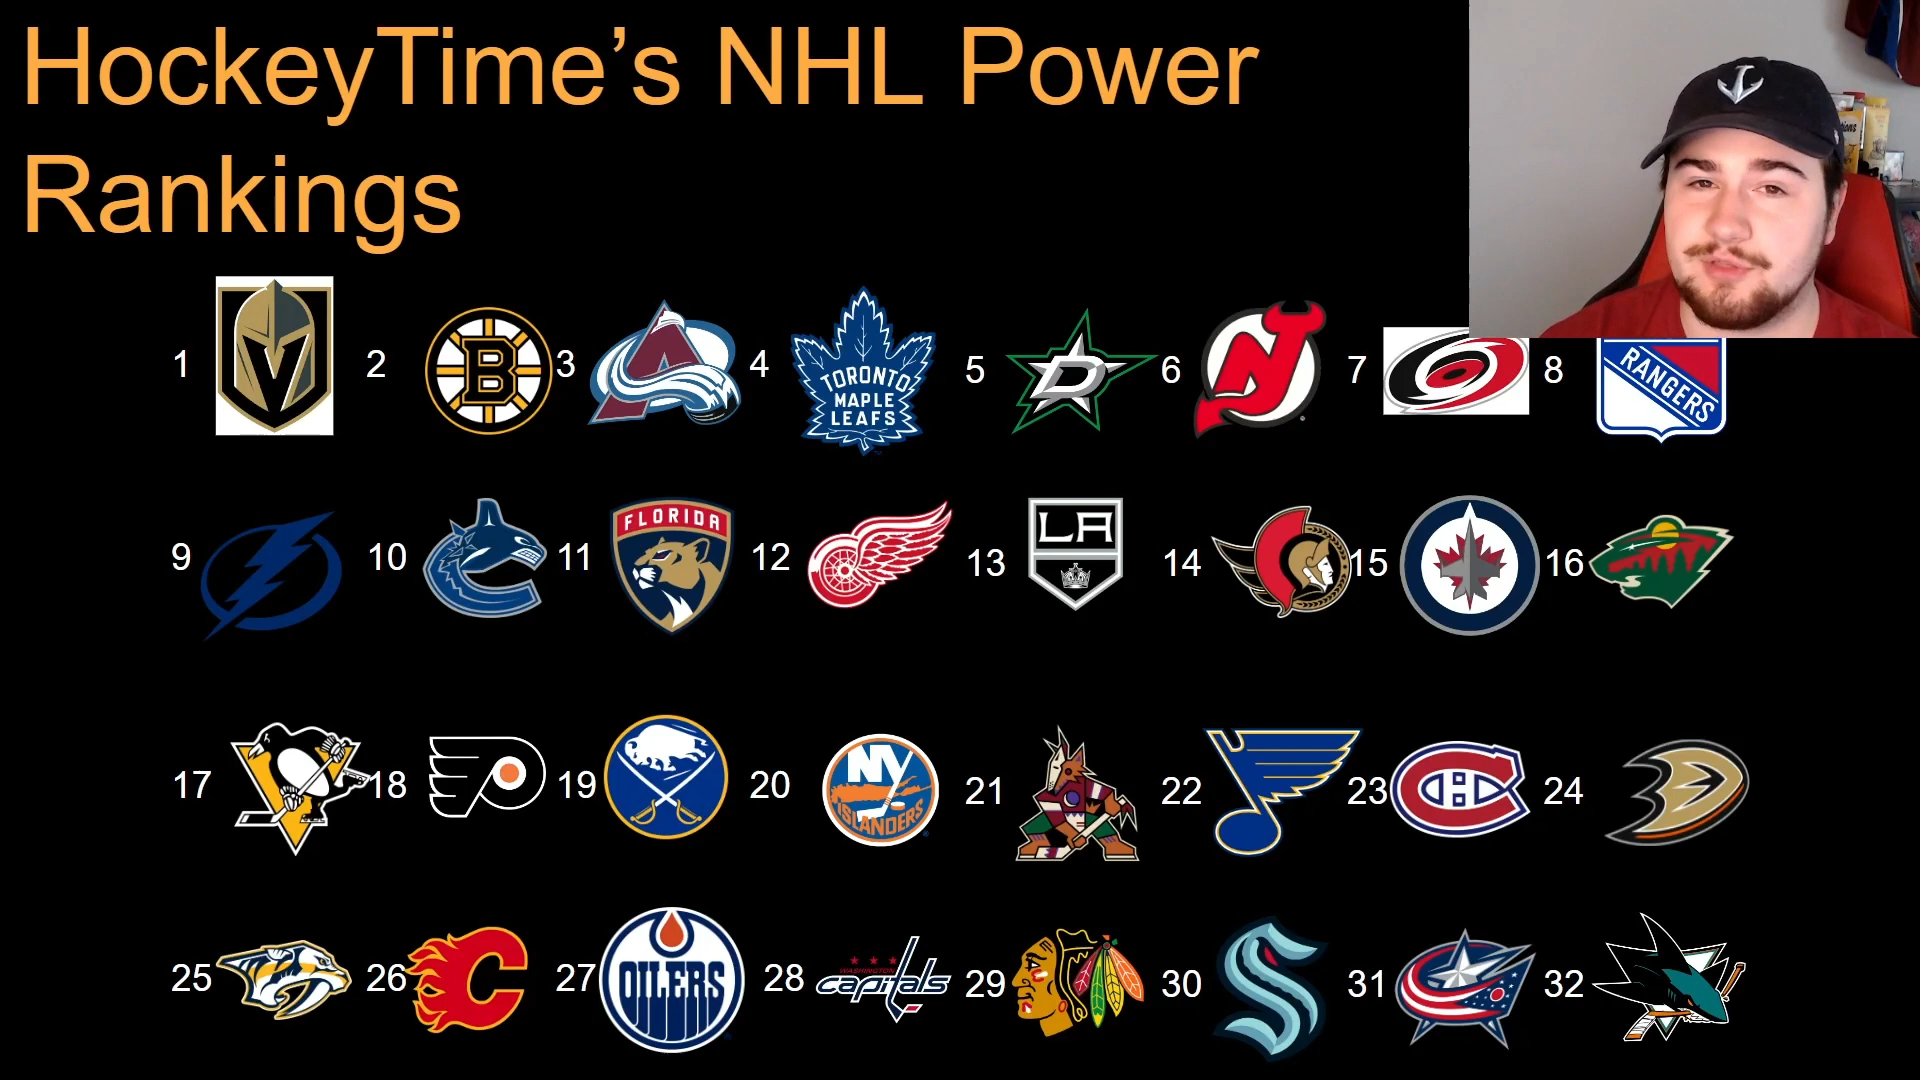 HockeyTime’s NHL Power
Rankings
1 2 3 4 5 6 7 8
B
TORONTO
MAPLE
LEAFS
D
RANGERS
9 10 11 12 13 14 15 16
FLORIDA
LA
17 18 19 20 21 22 23 24
P
NY
ISLANDERS
CH
25 26 27 28 29 30 31 32
C
OILERS
WASHINGTON
capitals
S